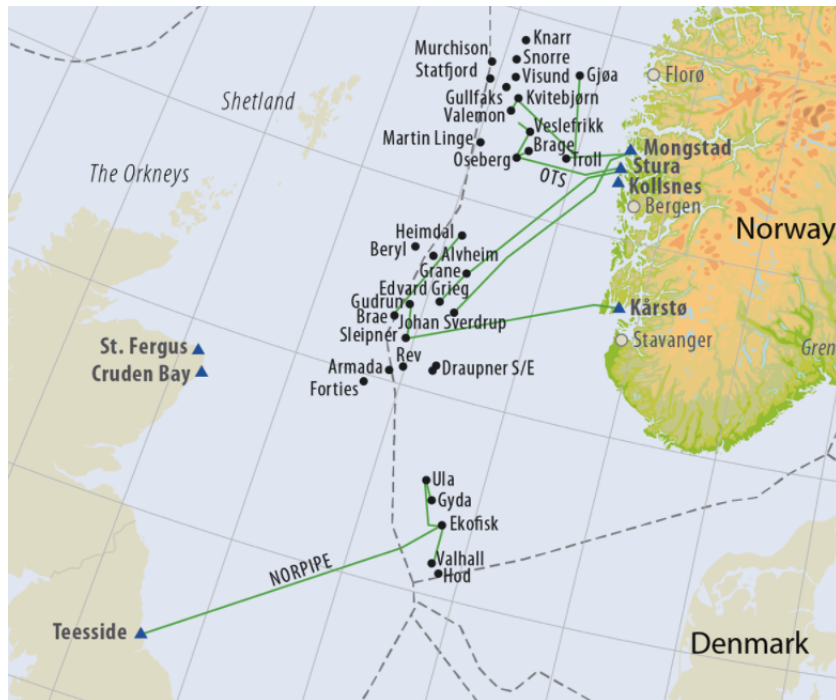 Knarr
Murchison
Snorre
Statfjord
Visund
Gjøa
Florø
Gullfaks
Kvitebjørn
Shetland
Valemon
Veslefrikk
Martin Linge
Brage
Mongstad
Oseberg
Troll
Stura
OTS
The Orkneys
Kollsnes
Bergen
Heimdal
Norway
Beryl
Alvheim
Grane
Edvard Grieg
Gudrun
Kårstø
Brae
Johan Sverdrup
Sleipner
Stavanger
St. Fergus
Gren
Rev
Cruden Bay
Armada
Draupner S/E
Forties
Ula
Gyda
Ekofisk
Valhall
NORPIPE
Hod
Teesside
Denmark